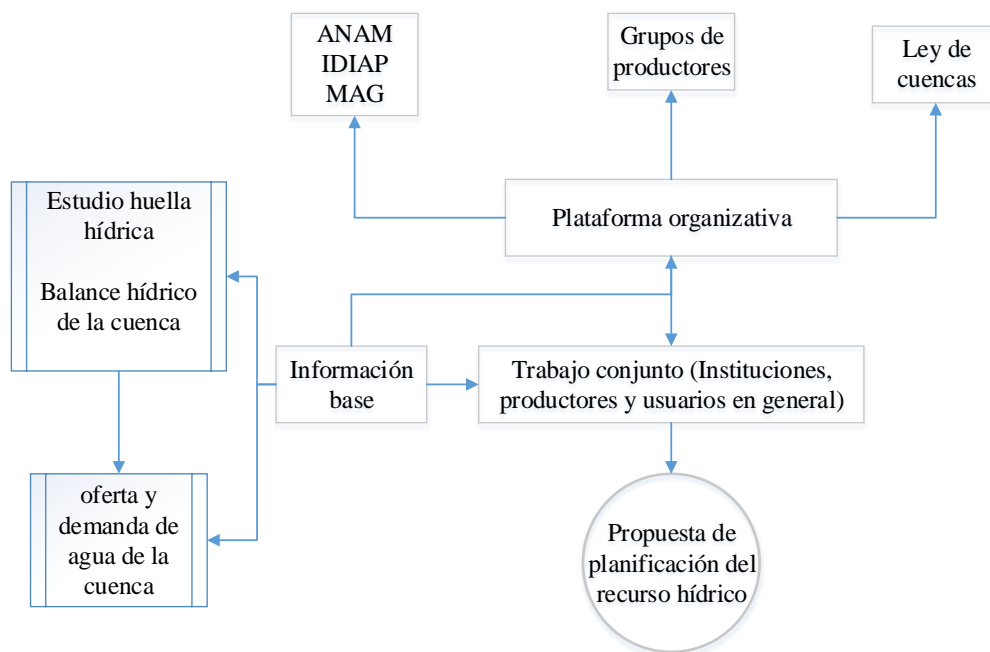 ANAM
IDIAP
MAG
Grupos de
productores
Ley de
cuencas
Estudio huella
hídrica
Balance hídrico
de la cuenca
Plataforma organizativa
Información
base
Trabajo conjunto (Instituciones,
productores y usuarios en general)
oferta y
demanda de
agua de la
cuenca
Propuesta de
planificación del
recurso hídrico